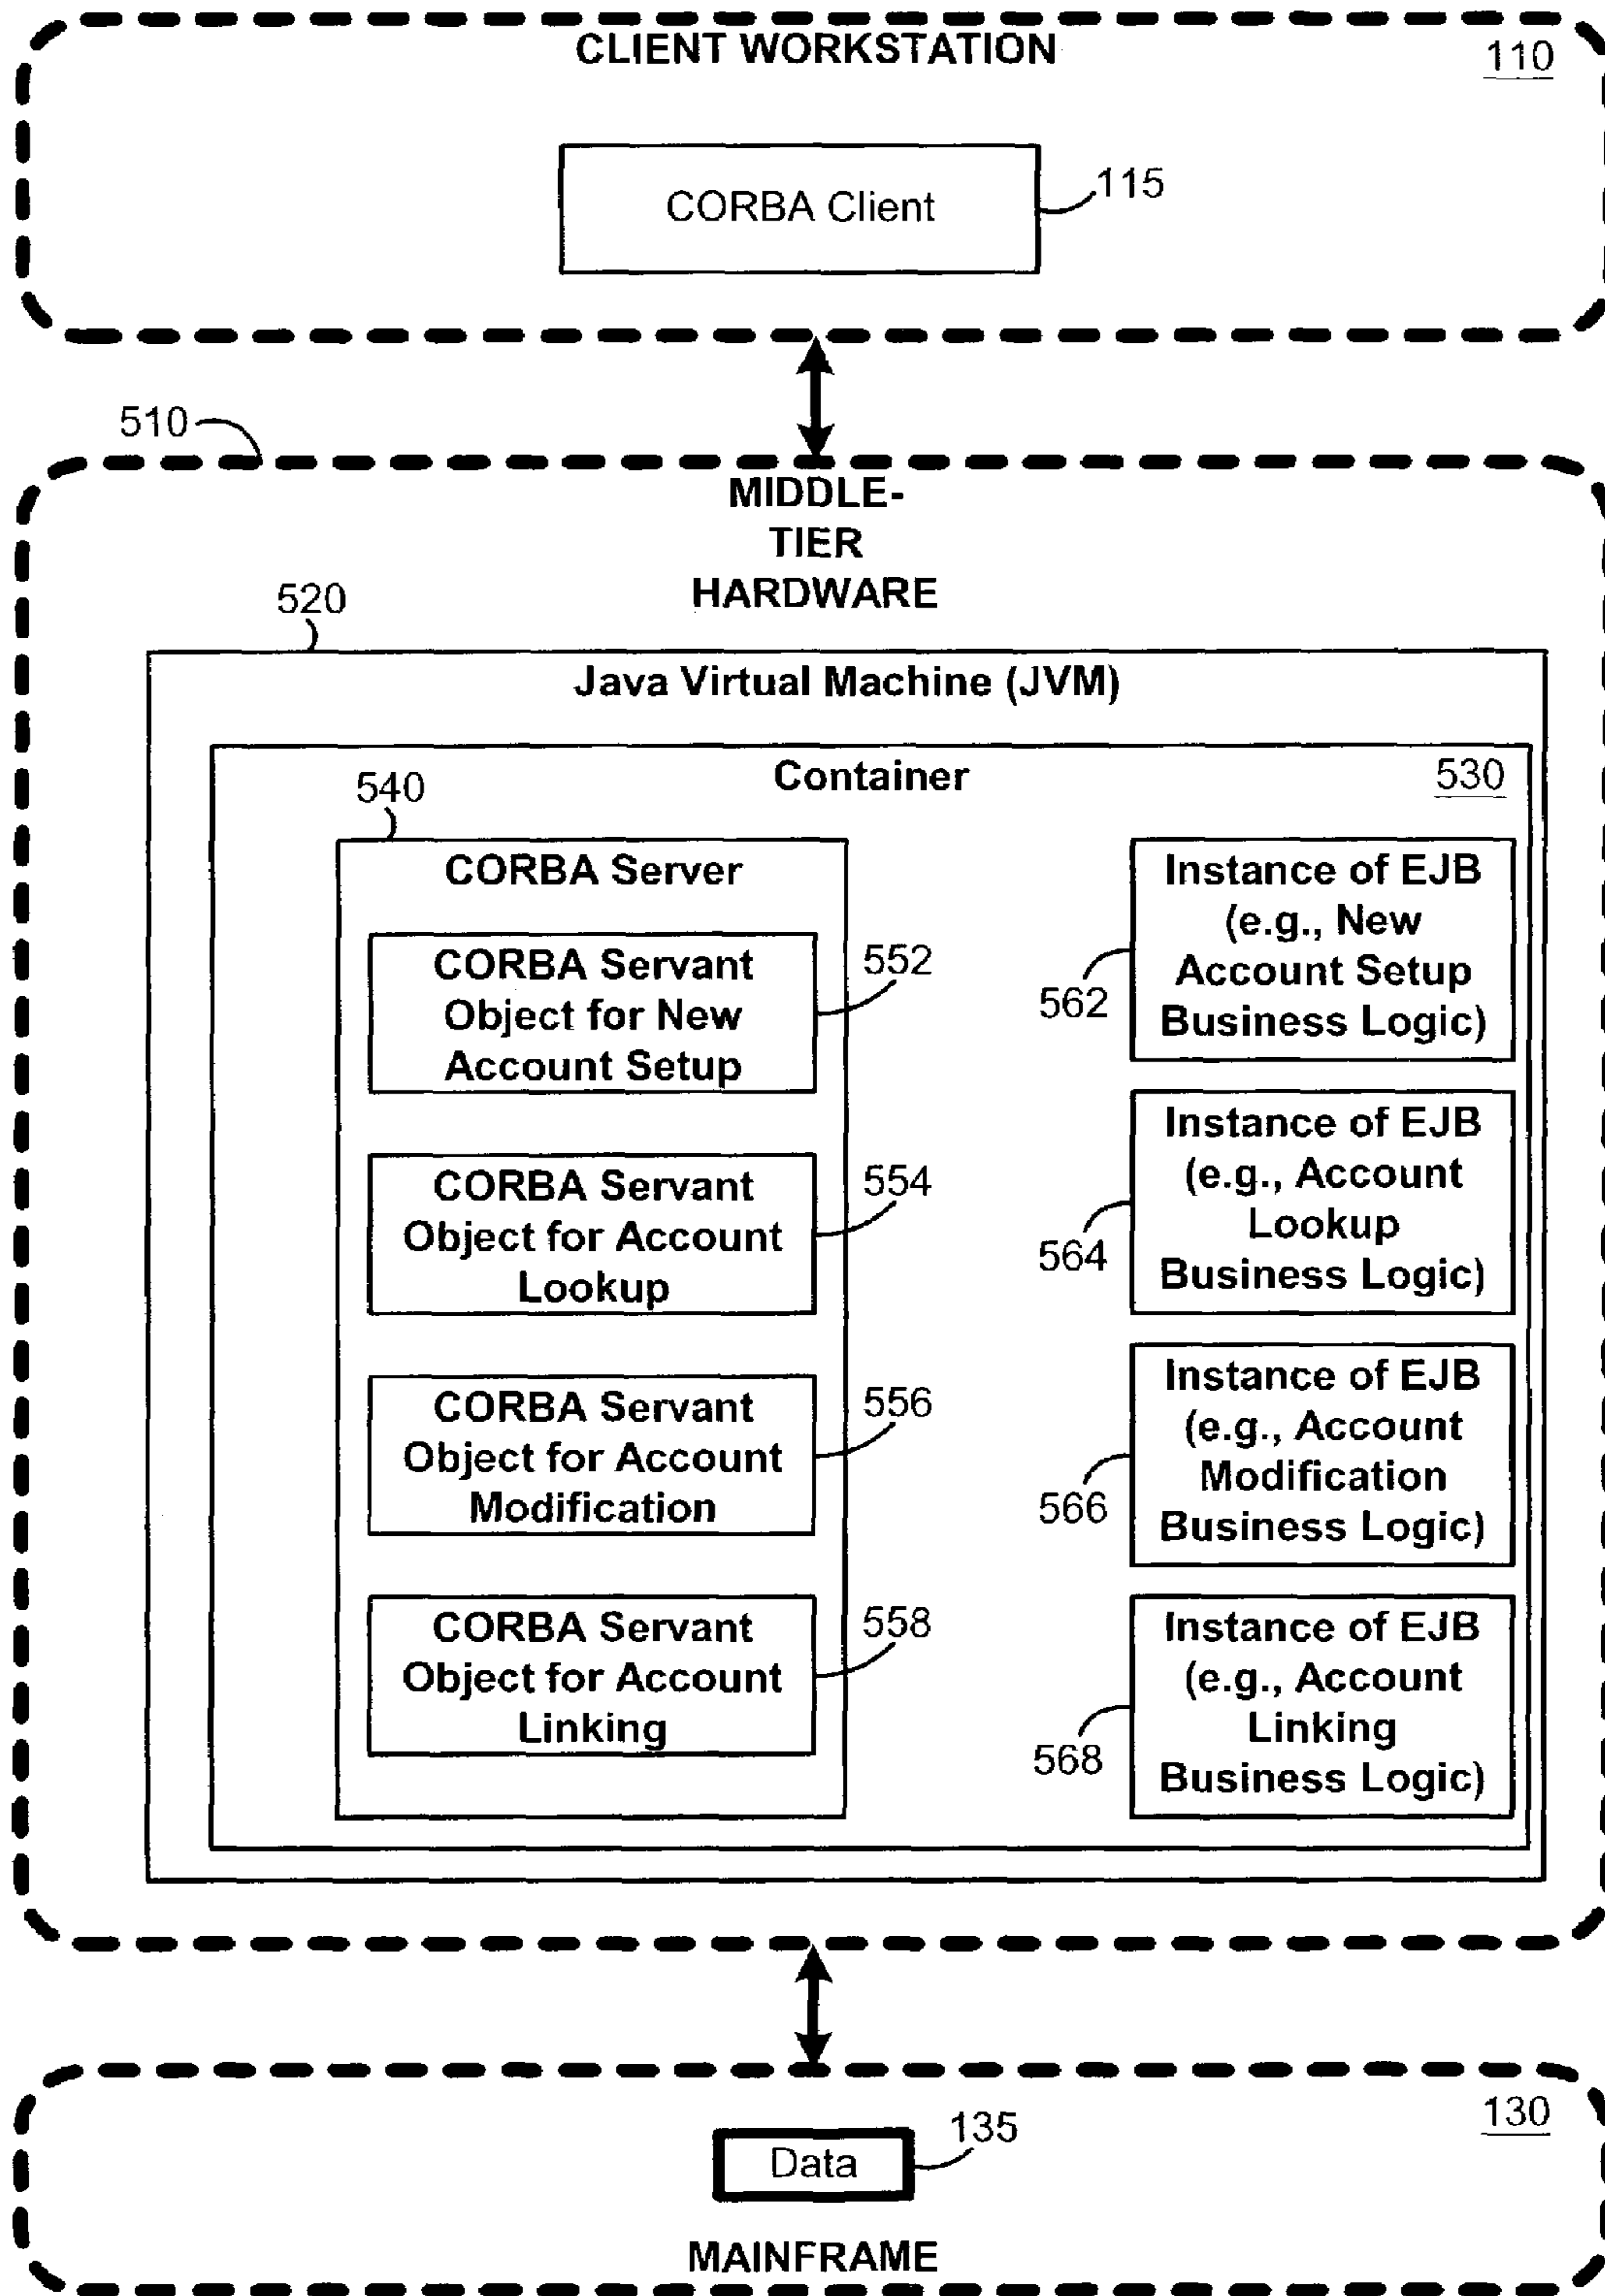 CLIENT WORKSTATION
110
CORBA Client
115
510
MIDDLE-
TIER
HARDWARE
520
Java Virtual Machine (JVM)
Container
530
540
CORBA Server
CORBA Servant
Object for New
Account Setup
552
CORBA Servant
Object for Account
Lookup
554
CORBA Servant
Object for Account
Modification
556
CORBA Servant
Object for Account
Linking
558
Instance of EJB
(e.g., New
Account Setup
Business Logic)
562
Instance of EJB
(e.g., Account
Lookup
Business Logic)
564
Instance of EJB
(e.g., Account
Modification
Business Logic)
566
Instance of EJB
(e.g., Account
Linking
Business Logic)
568
130
Data
135
MAINFRAME